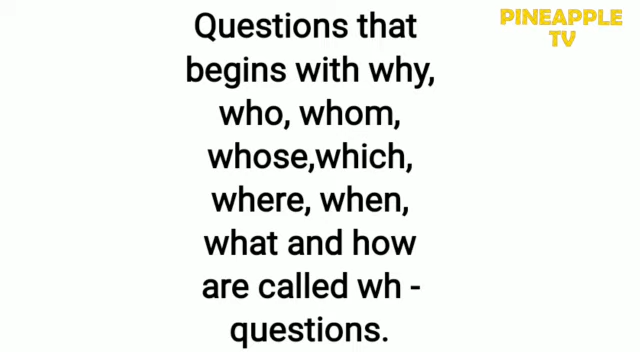 Questions that
begins with why,
who, whom,
whose,which,
where, when,
what and how
are called wh -
questions.
PINEAPPLE
TV